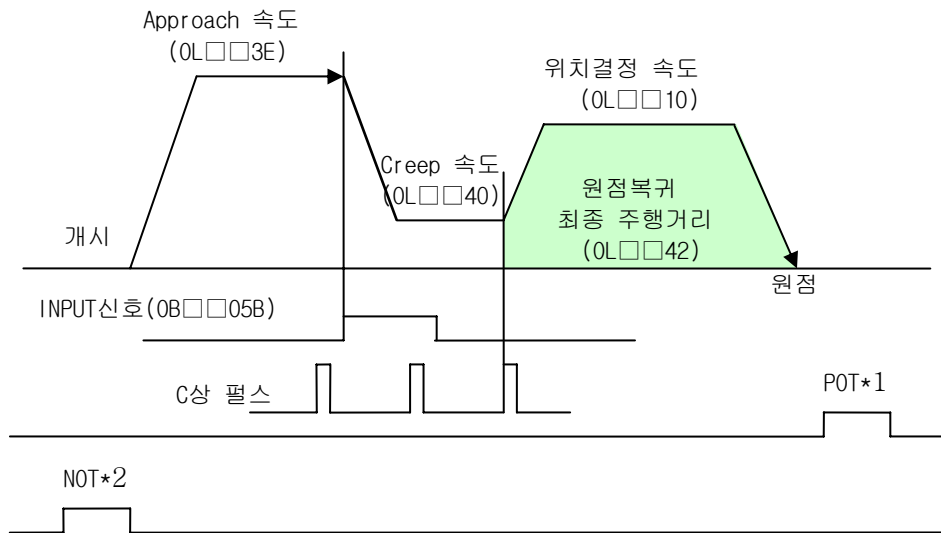 Approach 속도
(0L□□3E)
위치결정 속도
(0L□□10)
Creep 속도
(0L□□40)
원점복귀
최종 주행거리
(0L□□42)
개시
원점
INPUT신호(0B□□05B)
C상 펄스
POT*1
NOT*2